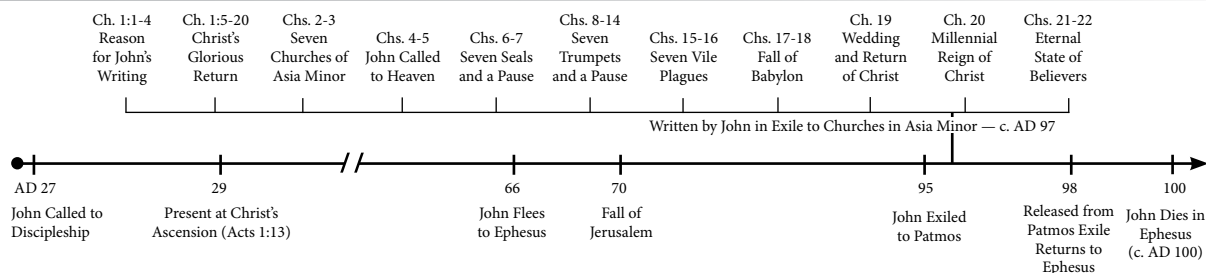 Ch. 1:1-4
Reason
for John's
Writing
Ch. 1:5-20
Christ's
Glorious
Return
Chs. 2-3
Seven
Churches of
Asia Minor
Chs. 4-5
John Called
to Heaven
Chs. 6-7
Seven Seals
and a Pause
Chs. 8-14
Seven
Trumpets
and a Pause
Chs. 15-16
Seven Vile
Plagues
Chs. 17-18
Fall of
Babylon
Ch. 19
Wedding
and Return
of Christ
Ch. 20
Millennial
Reign of
Christ
Chs. 21-22
Eternal
State of
Believers
Written by John in Exile to Churches in Asia Minor — c. AD 97
AD 27
John Called to
Discipleship
29
Present at Christ's
Ascension (Acts 1:13)
66
John Flees
to Ephesus
70
Fall of
Jerusalem
95
John Exiled
to Patmos
98
Released from
Patmos Exile
Returns to
Ephesus
100
John Dies in
Ephesus
(c. AD 100)